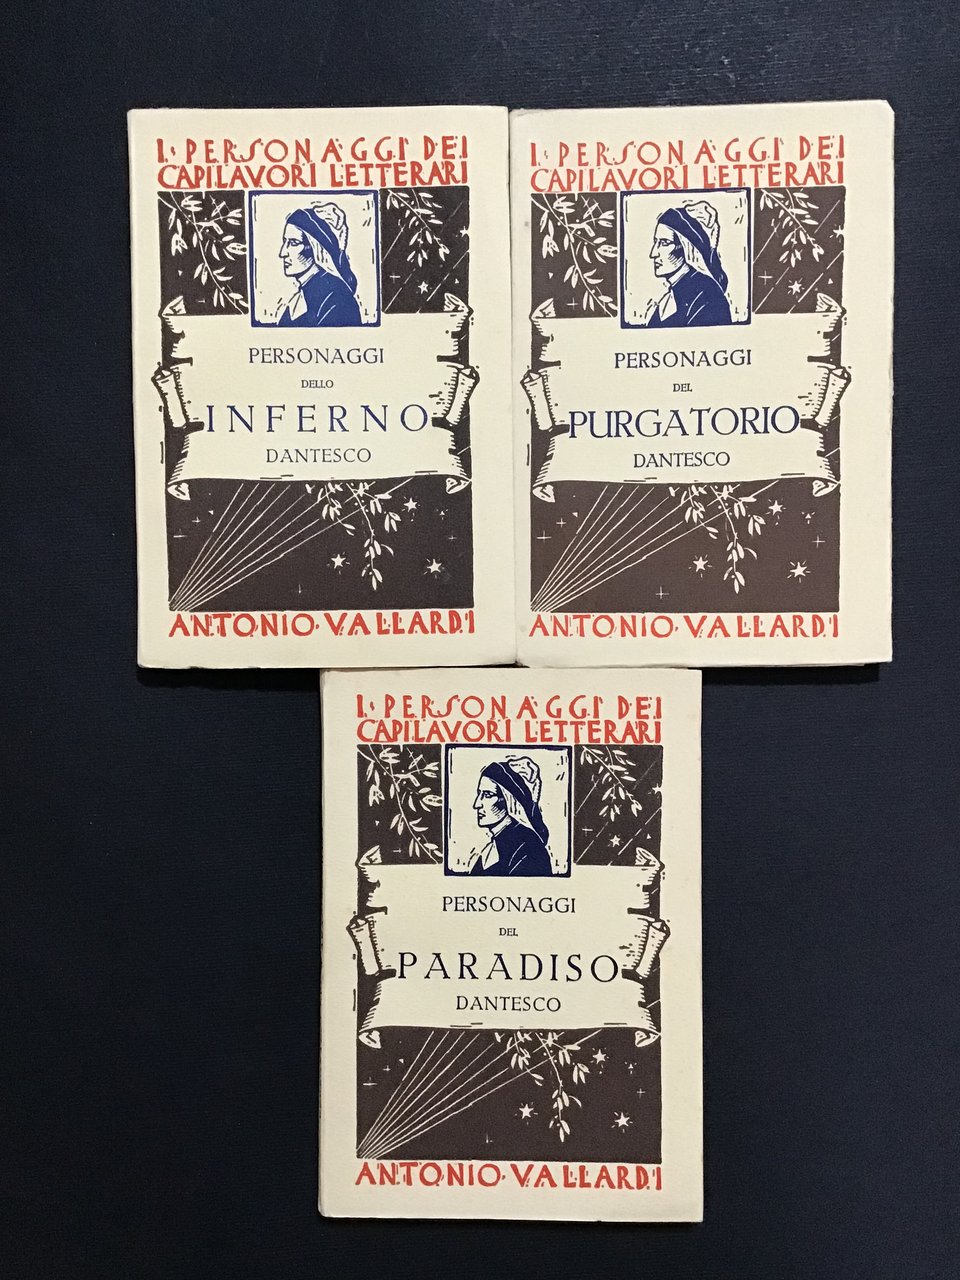 I PERSONAGGI DEI
CAPILAVORI LETTERARI
PERSONAGGI
DELLO
INFERNO
DANTESCO
ANTONIO·VALLARDI
I PERSONAGGI DEI
CAPILAVORI LETTERARI
PERSONAGGI
DEL
PURGATORIO
DANTESCO
ANTONIO·VALLARDI
I PERSONAGGI DEI
CAPILAVORI LETTERARI
PERSONAGGI
DEL
PARADISO
DANTESCO
ANTONIO·VALLARDI